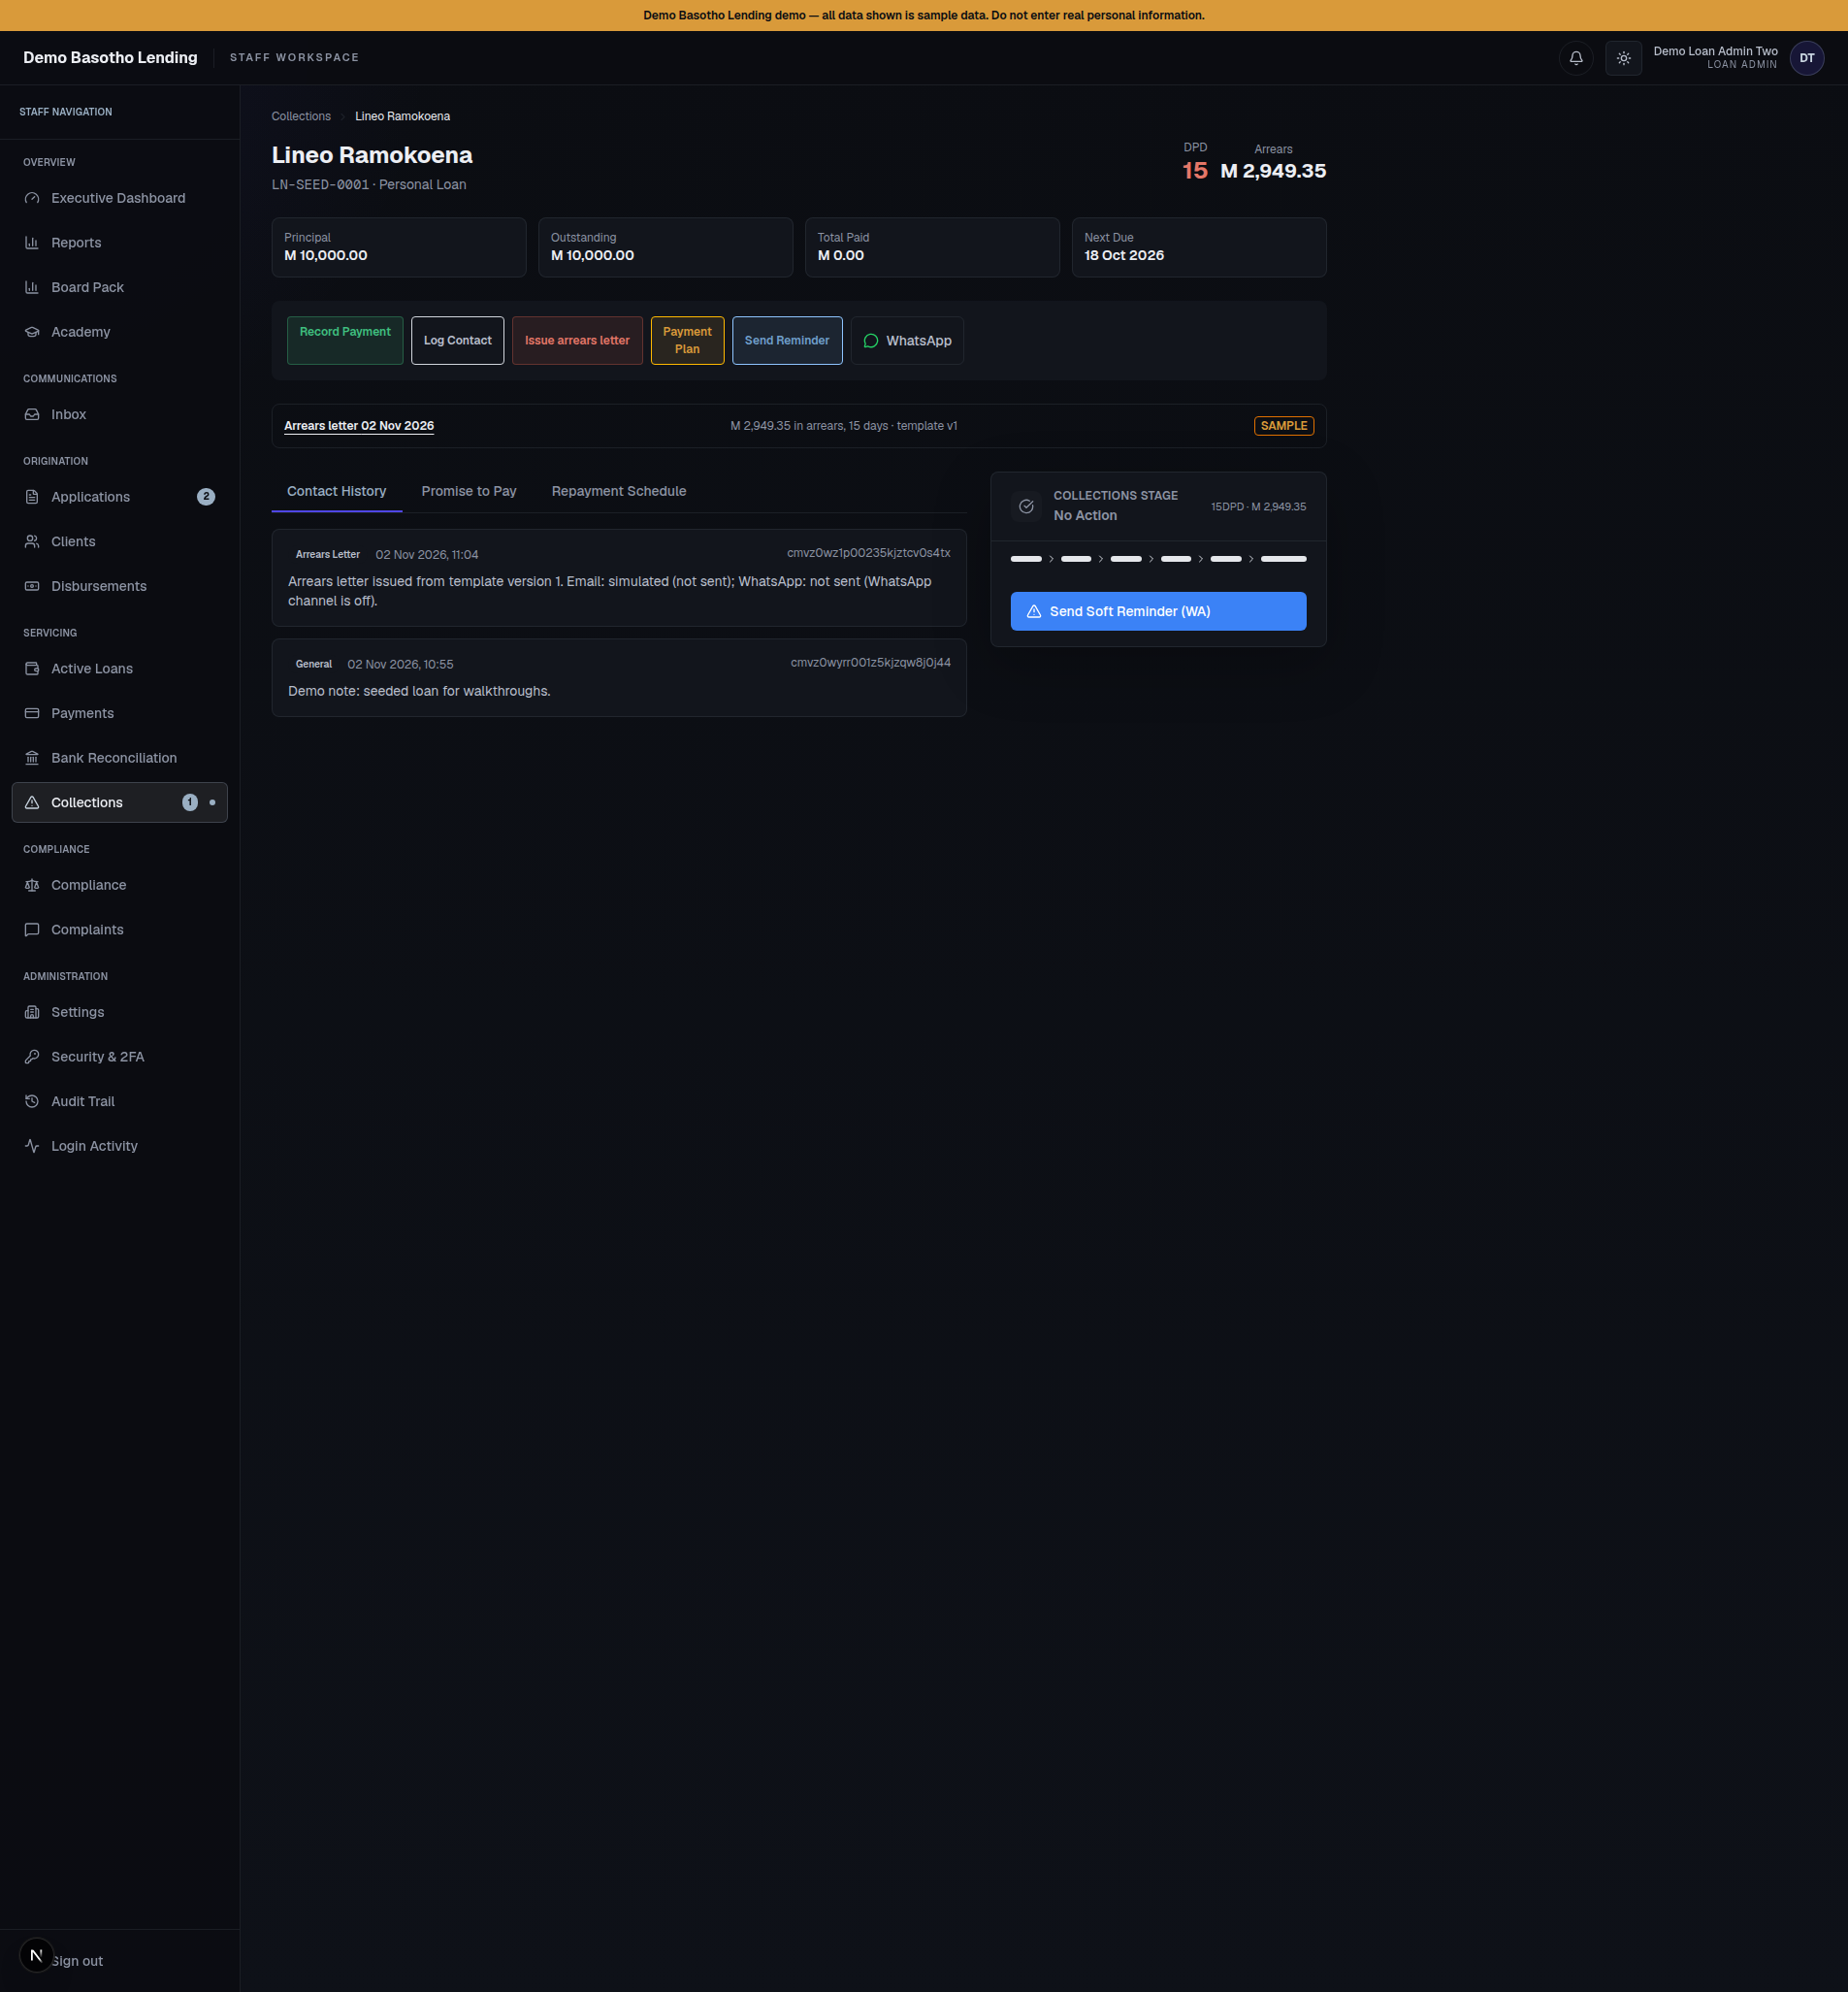 Demo Basotho Lending demo — all data shown is sample data. Do not enter real personal information.
Demo Basotho Lending
STAFF WORKSPACE
Demo Loan Admin Two
LOAN ADMIN
DT
STAFF NAVIGATION
OVERVIEW
Executive Dashboard
Reports
Board Pack
Academy
COMMUNICATIONS
Inbox
ORIGINATION
Applications 2
Clients
Disbursements
SERVICING
Active Loans
Payments
Bank Reconciliation
Collections 1
COMPLIANCE
Compliance
Complaints
ADMINISTRATION
Settings
Security & 2FA
Audit Trail
Login Activity
N
Sign out
Collections › Lineo Ramokoena
Lineo Ramokoena
LN-SEED-0001 · Personal Loan
DPD
15
Arrears
M 2,949.35
Principal
M 10,000.00
Outstanding
M 10,000.00
Total Paid
M 0.00
Next Due
18 Oct 2026
Record Payment
Log Contact
Issue arrears letter
Payment
Plan
Send Reminder
WhatsApp
Arrears letter 02 Nov 2026
M 2,949.35 in arrears, 15 days · template v1
SAMPLE
Contact History
Promise to Pay
Repayment Schedule
Arrears Letter 02 Nov 2026, 11:04 cmvz0wz1p00235kjztcv0s4tx
Arrears letter issued from template version 1. Email: simulated (not sent); WhatsApp: not sent (WhatsApp
channel is off).
General 02 Nov 2026, 10:55 cmvz0wyrr001z5kjzqw8j0j44
Demo note: seeded loan for walkthroughs.
COLLECTIONS STAGE
No Action
15DPD · M 2,949.35
Send Soft Reminder (WA)